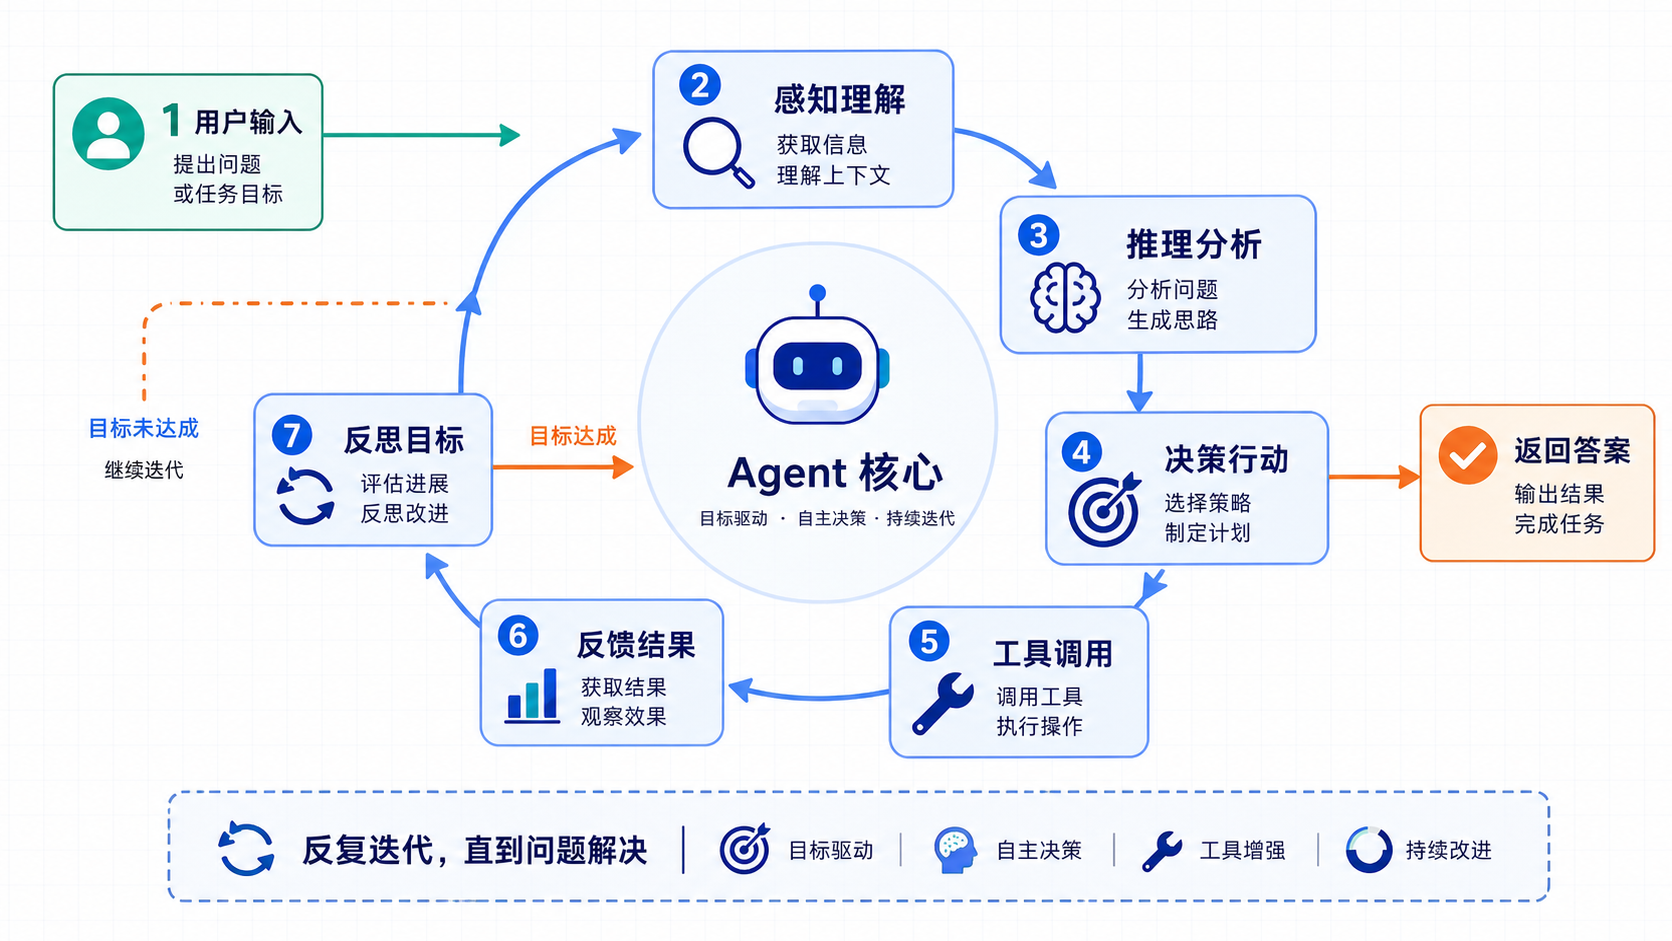 1 用户输入
提出问题
或任务目标
2
感知理解
获取信息
理解上下文
3
推理分析
分析问题
生成思路
4
决策行动
选择策略
制定计划
返回答案
输出结果
完成任务
5
工具调用
调用工具
执行操作
6
反馈结果
获取结果
观察效果
7
反思目标
评估进展
反思改进
目标未达成
继续迭代
目标达成
Agent 核心
目标驱动 · 自主决策 · 持续迭代
反复迭代，直到问题解决
目标驱动
自主决策
工具增强
持续改进